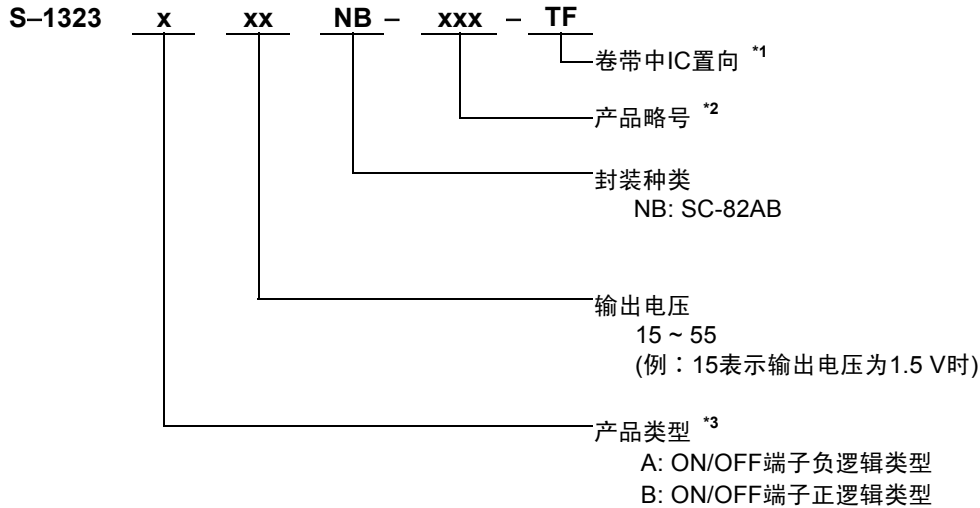 S–1323 x xx NB – xxx – TF
卷带中IC置向 *1
产品略号 *2
封装种类
NB: SC-82AB
输出电压
15 ~ 55
(例：15表示输出电压为1.5 V时)
产品类型 *3
A: ON/OFF端子负逻辑类型
B: ON/OFF端子正逻辑类型